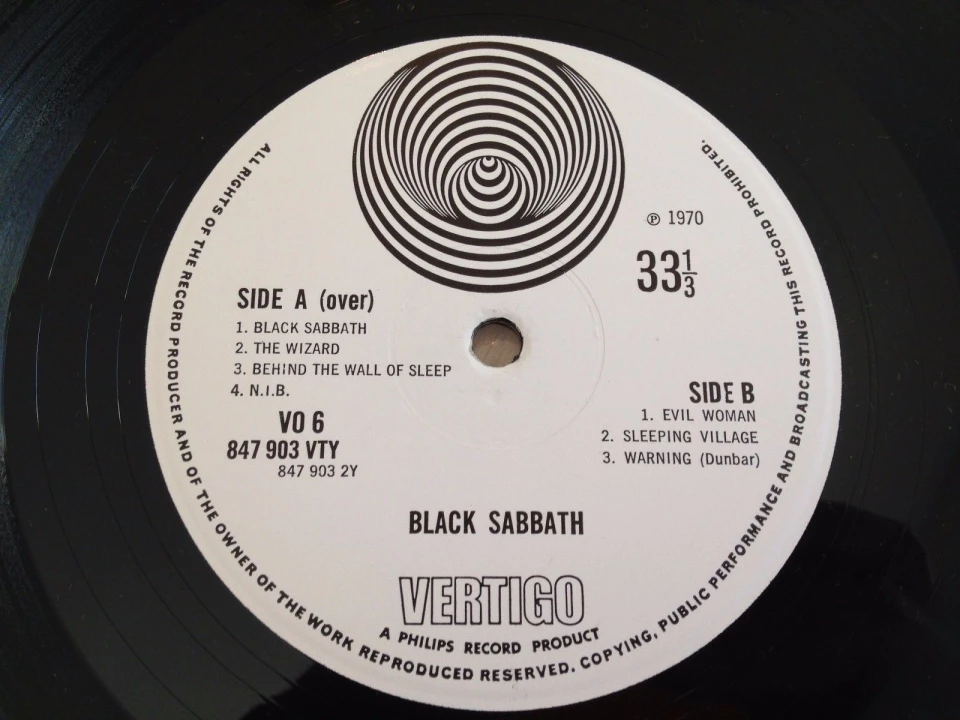 ALL RIGHTS OF THE RECORD PRODUCER AND OF THE OWNER OF THE WORK REPRODUCED RESERVED. COPYING, PUBLIC PERFORMANCE AND BROADCASTING THIS RECORD PROHIBITED.
℗ 1970
33 1/3
SIDE A (over)
1. BLACK SABBATH
2. THE WIZARD
3. BEHIND THE WALL OF SLEEP
4. N.I.B.
VO 6
847 903 VTY
847 903 2Y
SIDE B
1. EVIL WOMAN
2. SLEEPING VILLAGE
3. WARNING (Dunbar)
BLACK SABBATH
VERTIGO
A PHILIPS RECORD PRODUCT